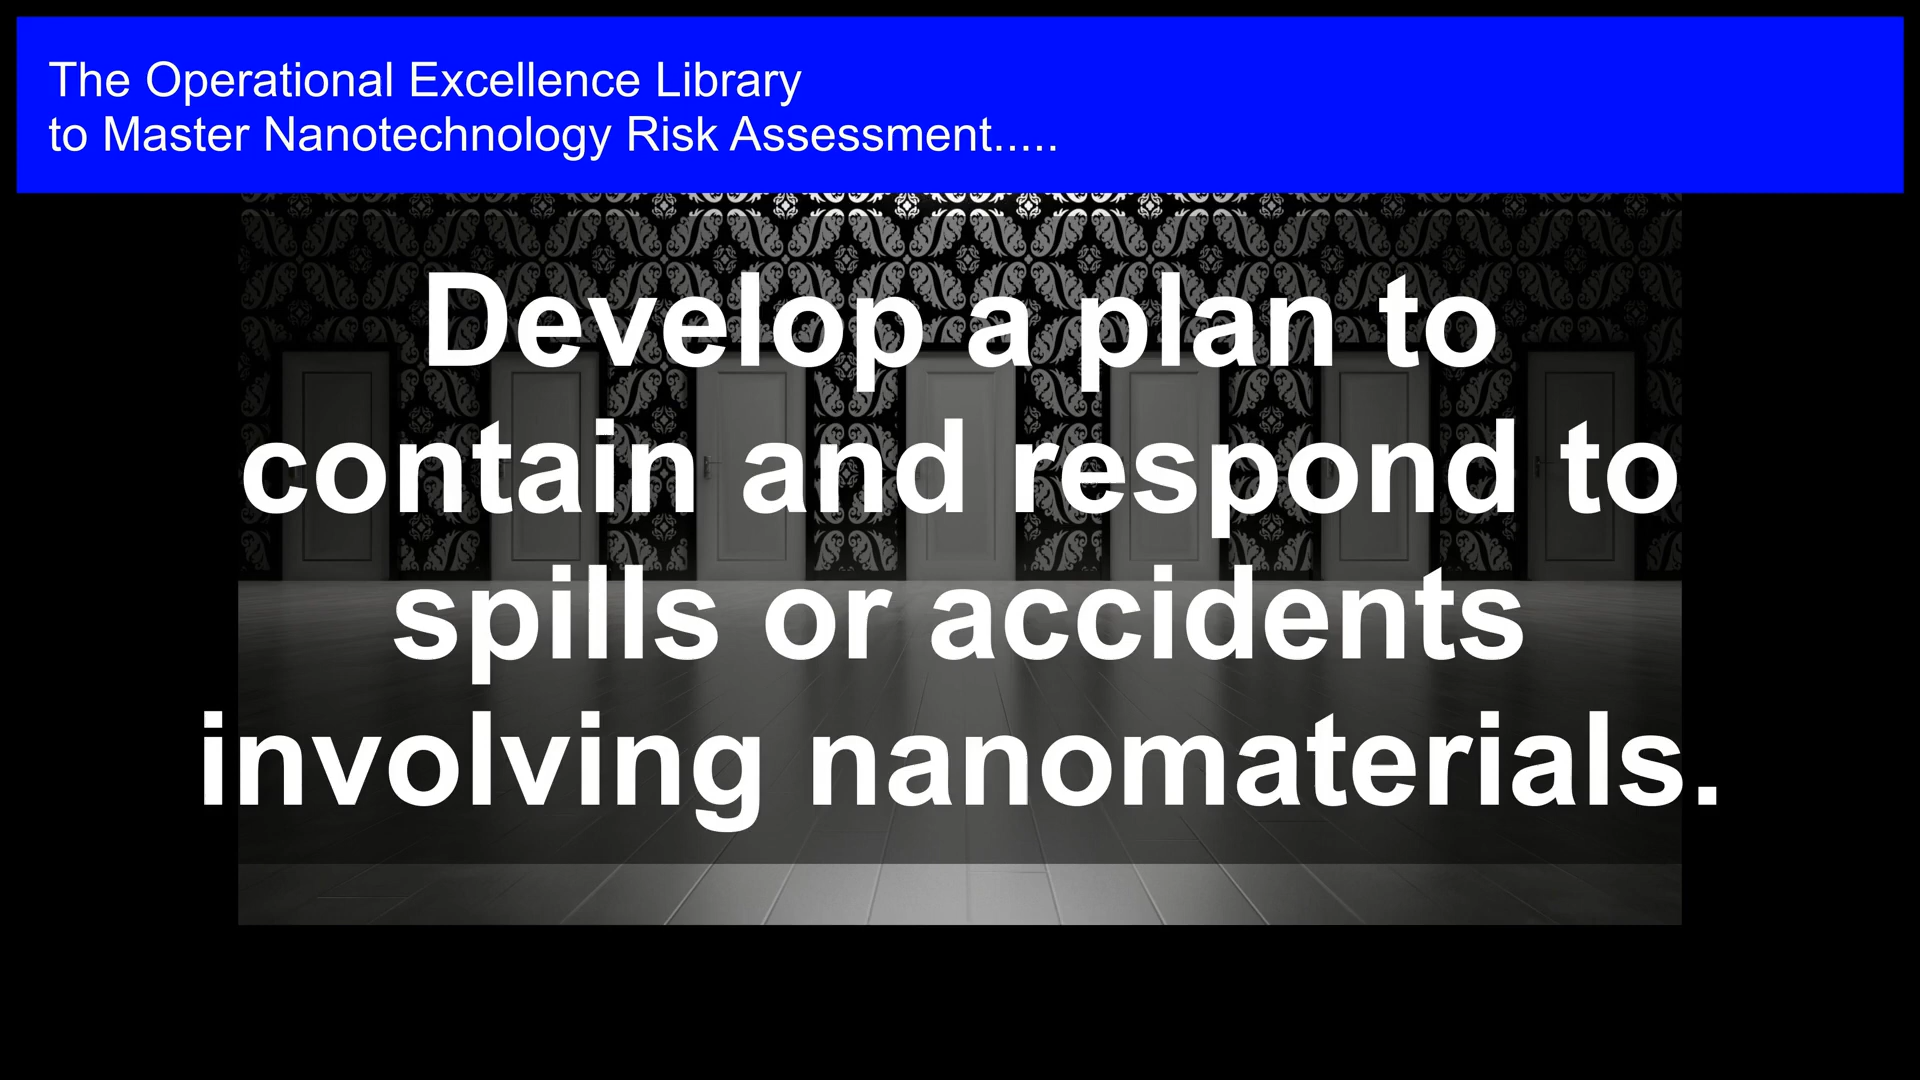 The Operational Excellence Library
to Master Nanotechnology Risk Assessment.....
Develop a plan to
contain and respond to
spills or accidents
involving nanomaterials.